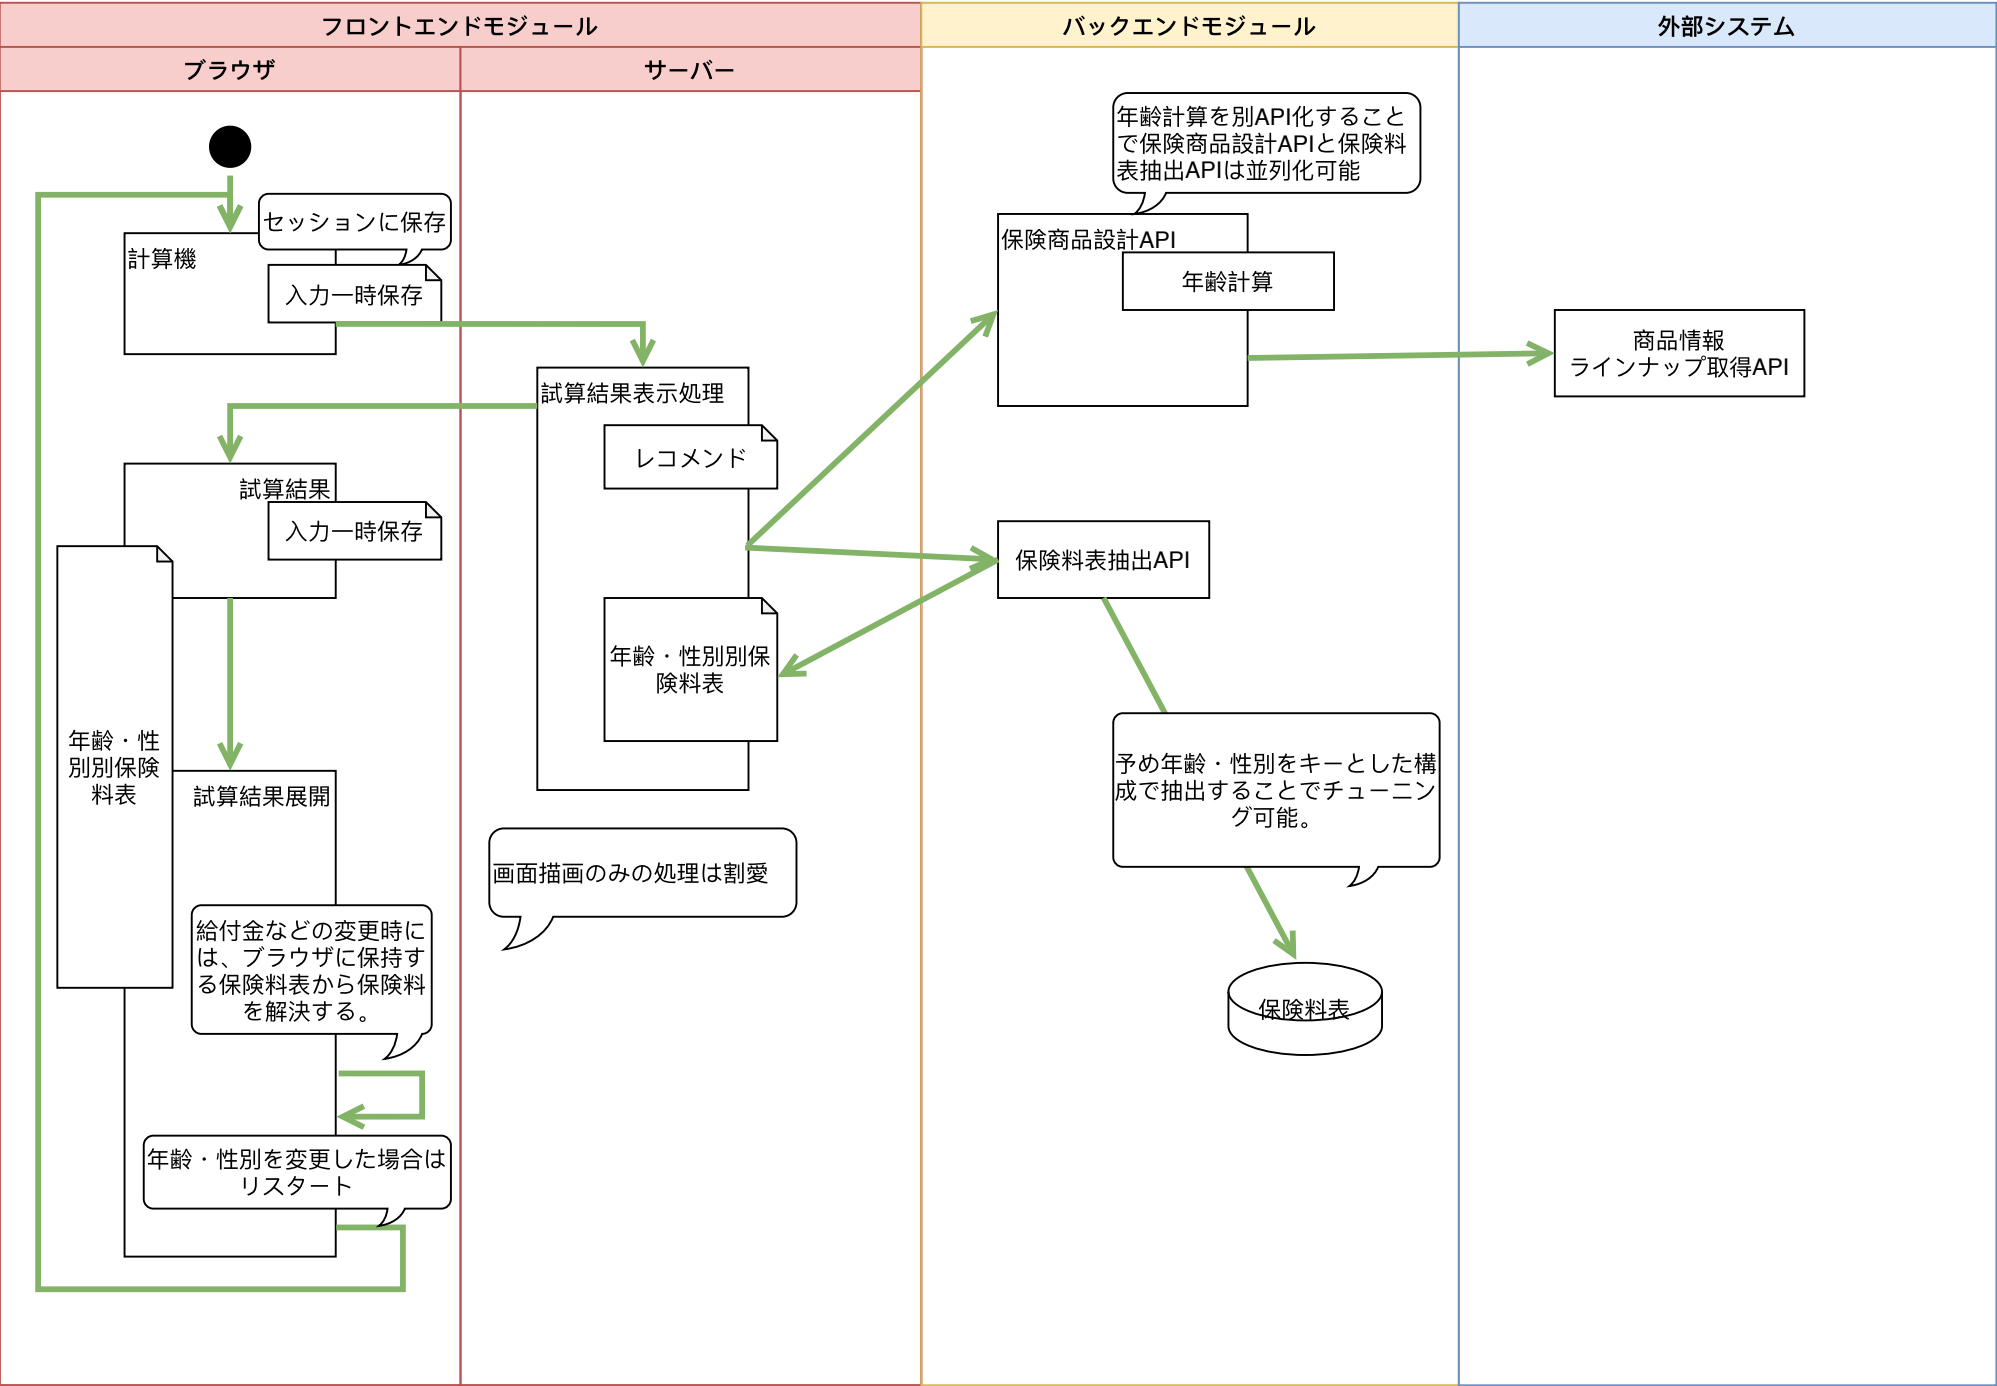 フロントエンドモジュール
バックエンドモジュール
外部システム
ブラウザ
サーバー
年齢計算を別API化すること
で保険商品設計APIと保険料
表抽出APIは並列化可能
セッションに保存
計算機
入力一時保存
保険商品設計API
年齢計算
商品情報
ラインナップ取得API
試算結果表示処理
レコメンド
試算結果
入力一時保存
保険料表抽出API
年齢・性別別保
険料表
年齢・性
別別保険
料表
試算結果展開
予め年齢・性別をキーとした構
成で抽出することでチューニン
グ可能。
画面描画のみの処理は割愛
給付金などの変更時に
は、ブラウザに保持す
る保険料表から保険料
を解決する。
保険料表
年齢・性別を変更した場合は
リスタート